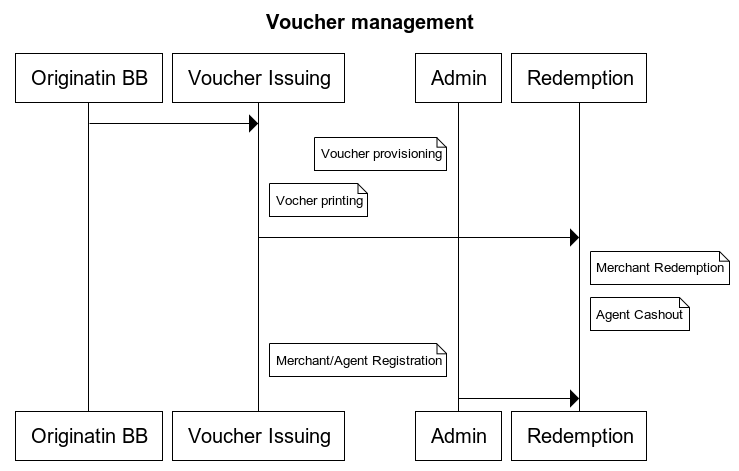 Voucher management
Originatin BB
Voucher Issuing
Admin
Redemption
Voucher provisioning
Vocher printing
Merchant Redemption
Agent Cashout
Merchant/Agent Registration
Originatin BB
Voucher Issuing
Admin
Redemption